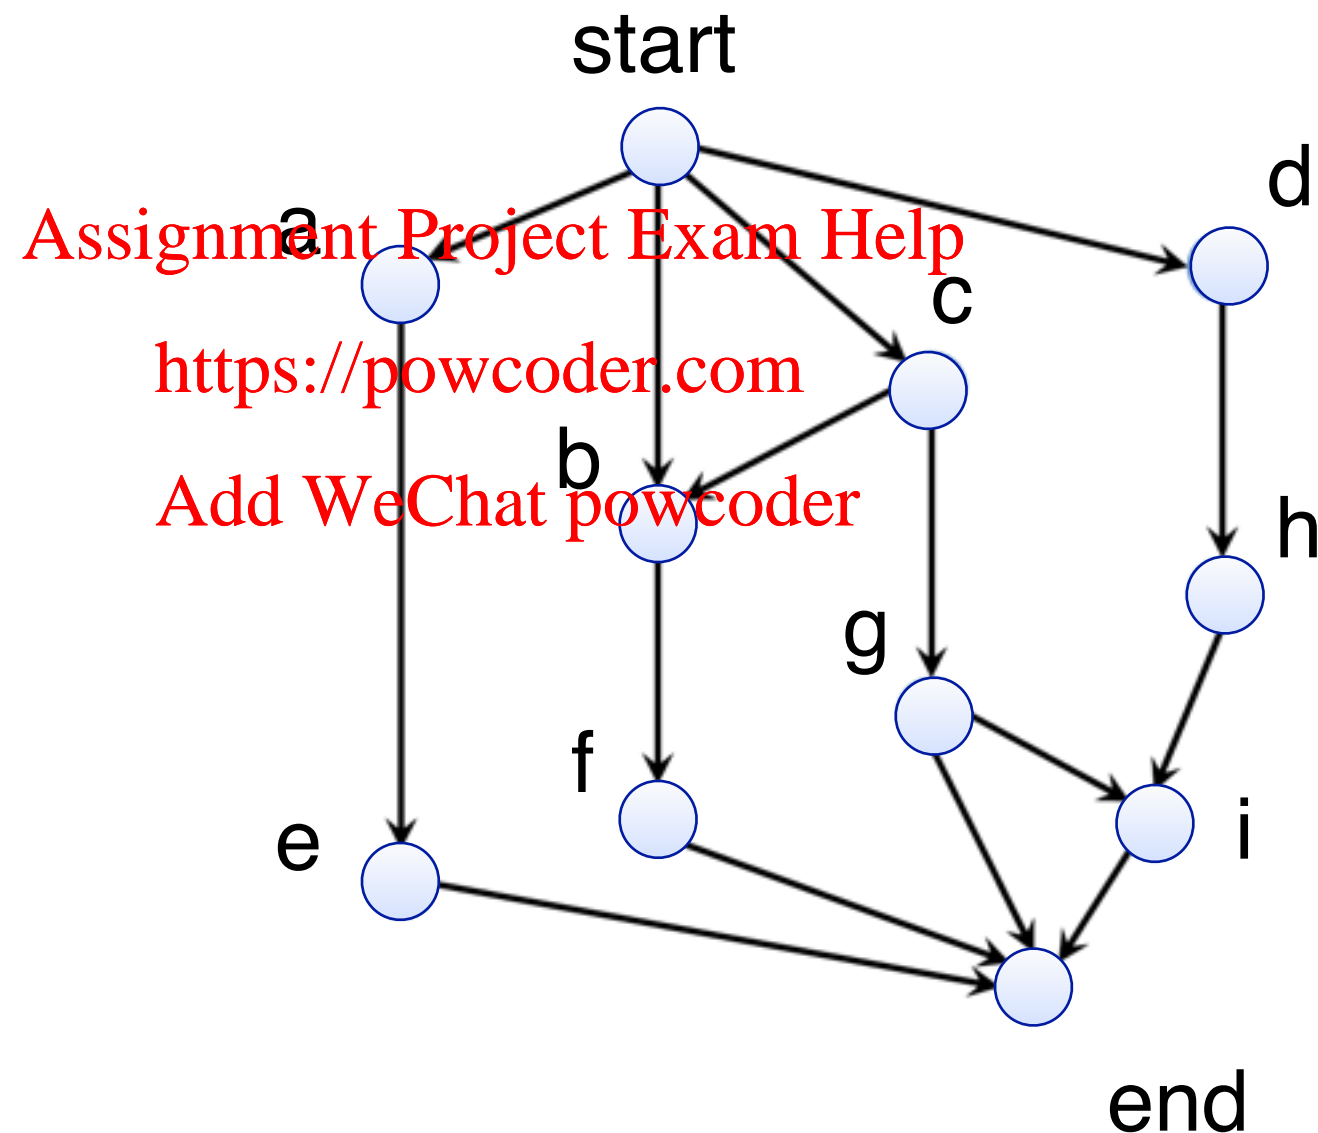 start
d
a
Assignment Project Exam Help
c
https://powcoder.com
b
Add WeChat powcoder
h
g
f
i
e
end